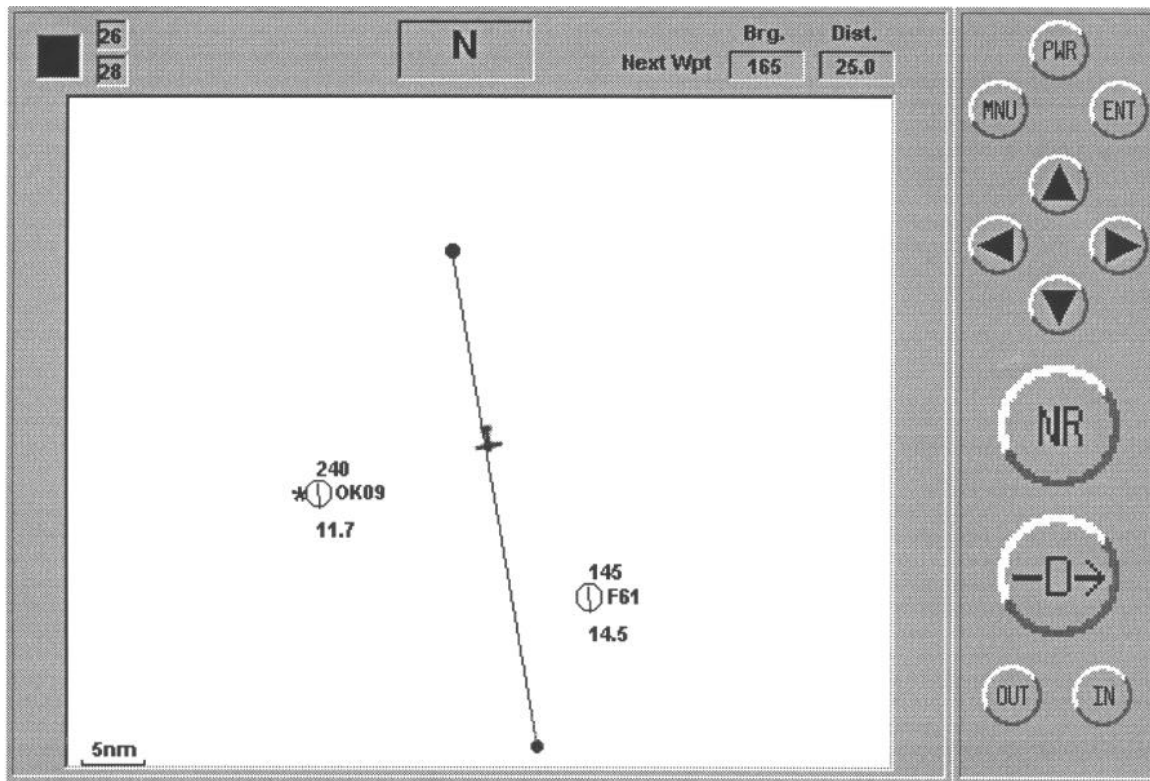 26
28
N
Brg. Dist.
Next Wpt 165 25.0
240
*OK09
11.7
145
F61
14.5
5nm
PWR
MNU ENT
NR
D
OUT IN